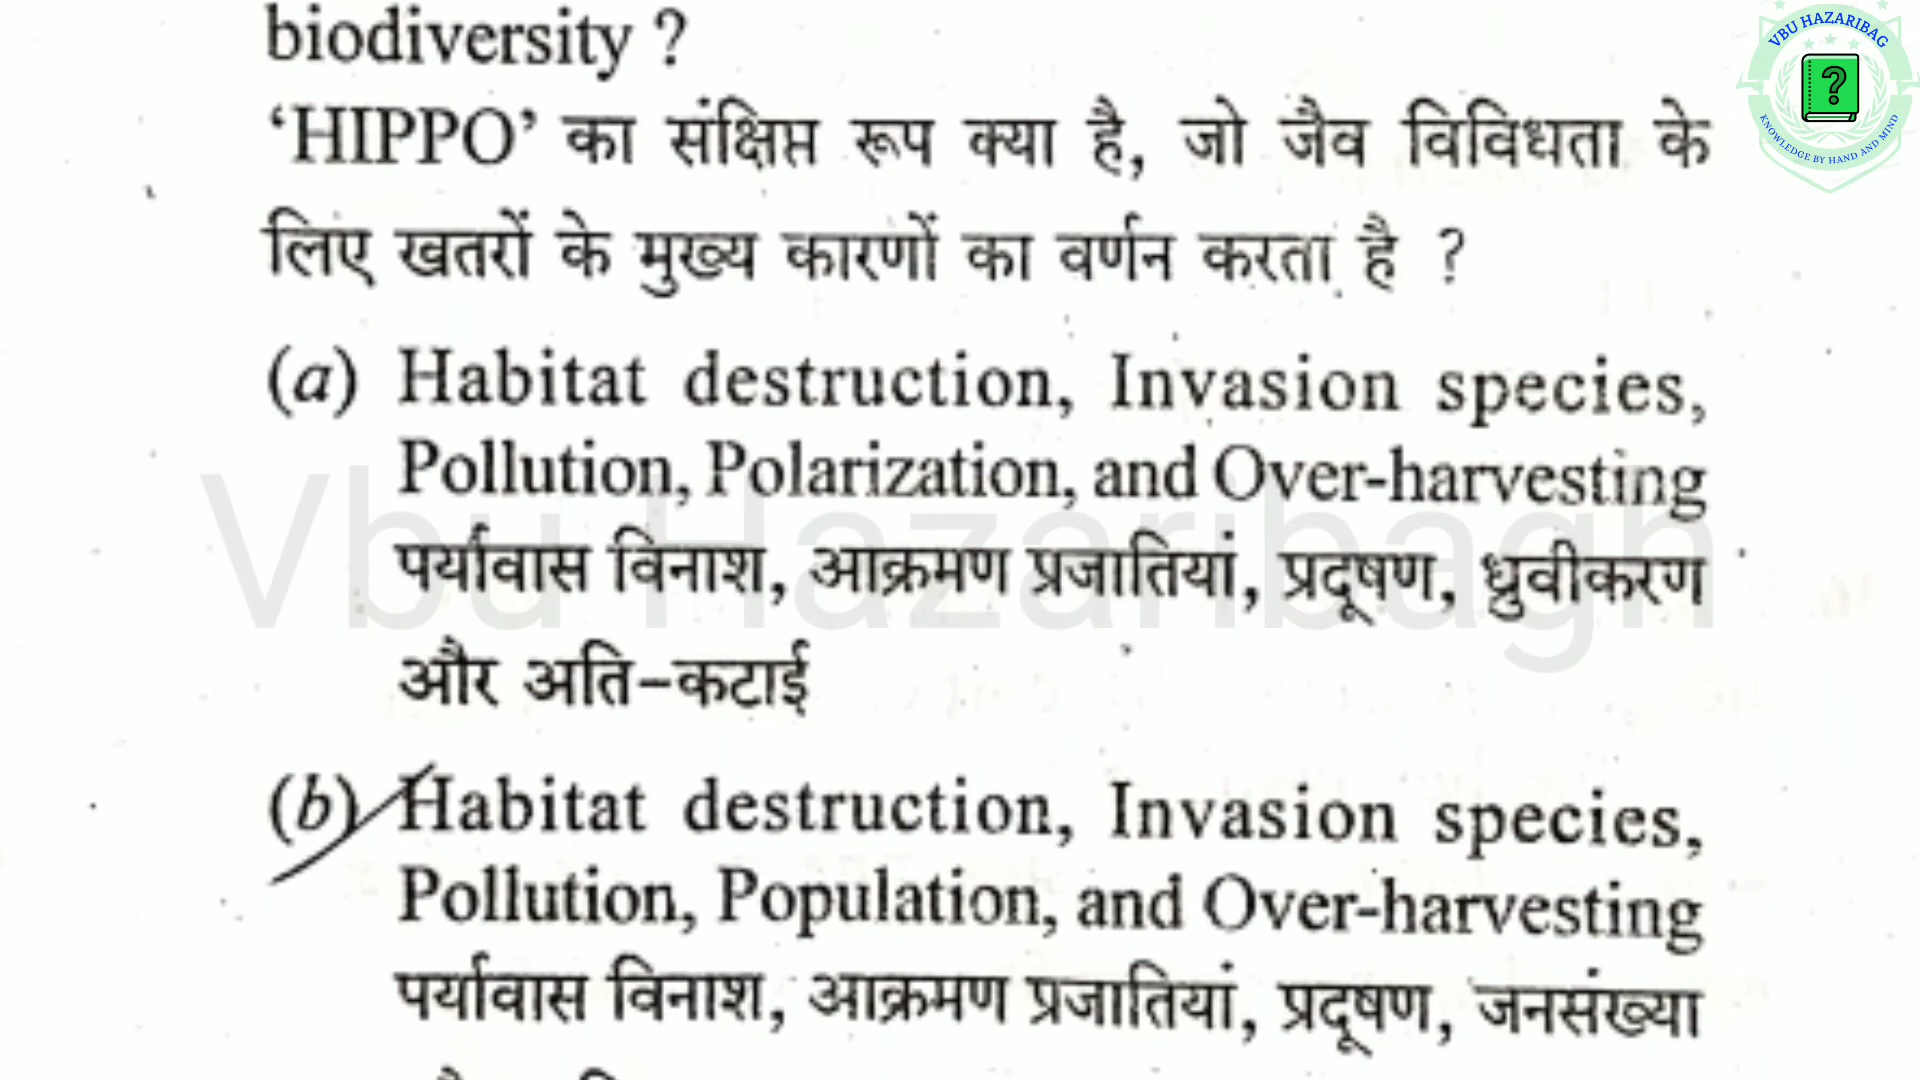 biodiversity ?
‘HIPPO’ का संक्षिप्त रूप क्या है, जो जैव विविधता के
लिए खतरों के मुख्य कारणों का वर्णन करता है ?
(a) Habitat destruction, Invasion species,
Pollution, Polarization, and Over-harvesting
पर्यावास विनाश, आक्रमण प्रजातियां, प्रदूषण, ध्रुवीकरण
और अति-कटाई
(b) Habitat destruction, Invasion species,
Pollution, Population, and Over-harvesting
पर्यावास विनाश, आक्रमण प्रजातियां, प्रदूषण, जनसंख्या
Vbu Hazaribagh
VBU HAZARIBAG
?
KNOWLEDGE BY HAND AND MIND